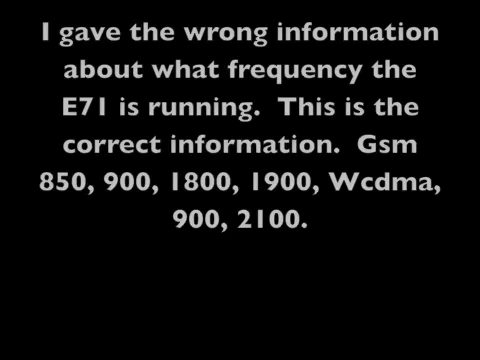 I gave the wrong information
about what frequency the
E71 is running.  This is the
correct information.  Gsm
850, 900, 1800, 1900, Wcdma,
900, 2100.